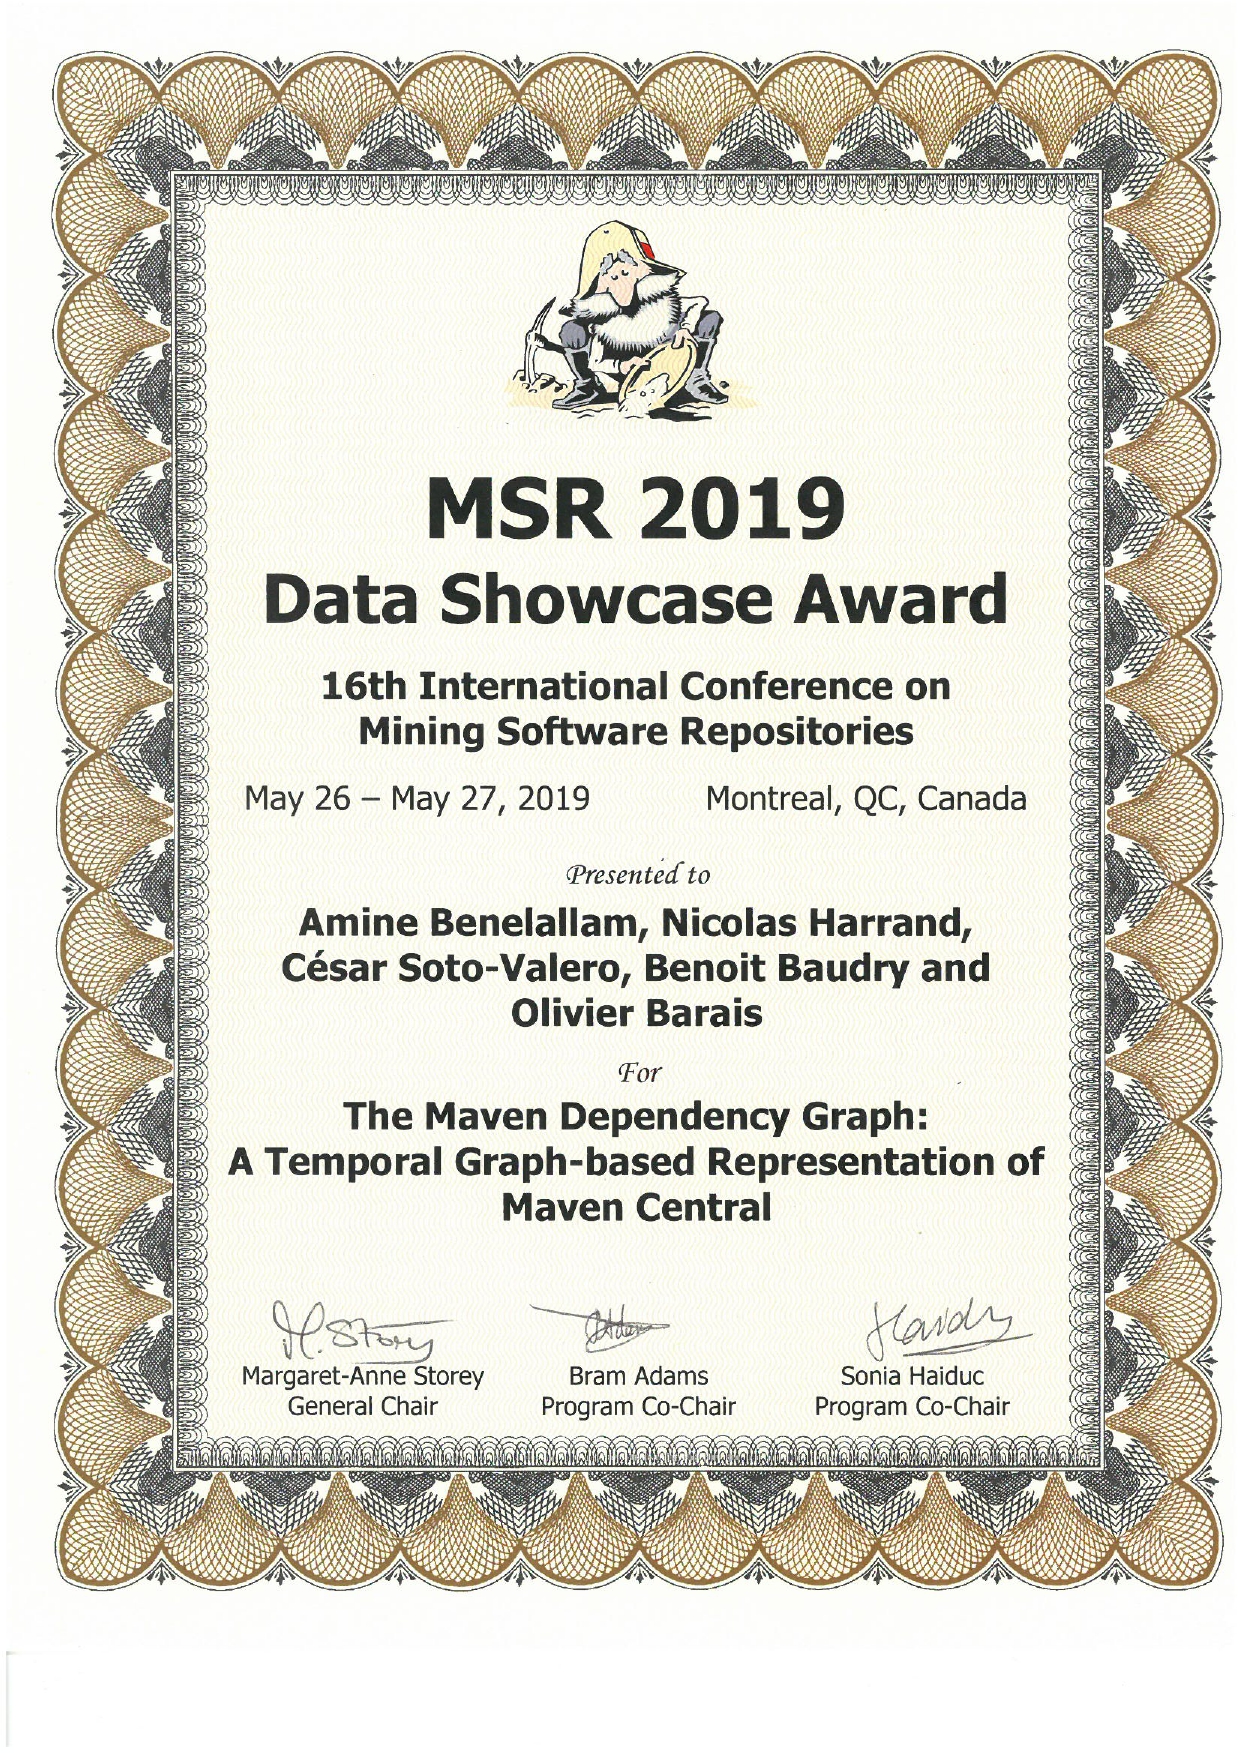 MSR 2019
Data Showcase Award
16th International Conference on
Mining Software Repositories
May 26 – May 27, 2019 Montreal, QC, Canada
Presented to
Amine Benelallam, Nicolas Harrand,
César Soto-Valero, Benoit Baudry and
Olivier Barais
For
The Maven Dependency Graph:
A Temporal Graph-based Representation of
Maven Central
M. Storey
Margaret-Anne Storey Bram Adams Sonia Haiduc
General Chair Program Co-Chair Program Co-Chair